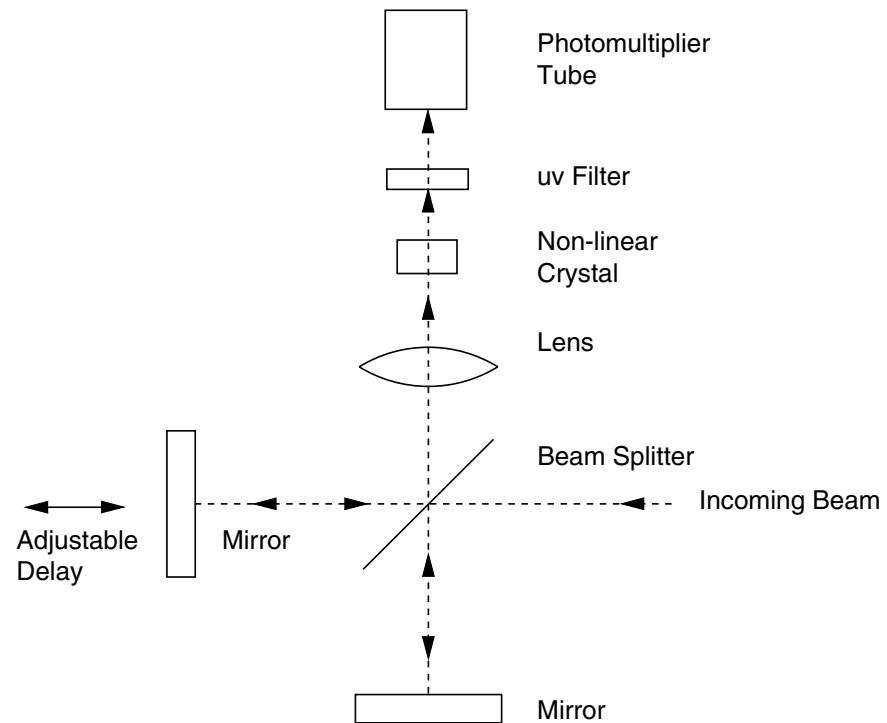 Photomultiplier
Tube
uv Filter
Non-linear
Crystal
Lens
Beam Splitter
Incoming Beam
Adjustable
Delay
Mirror
Mirror